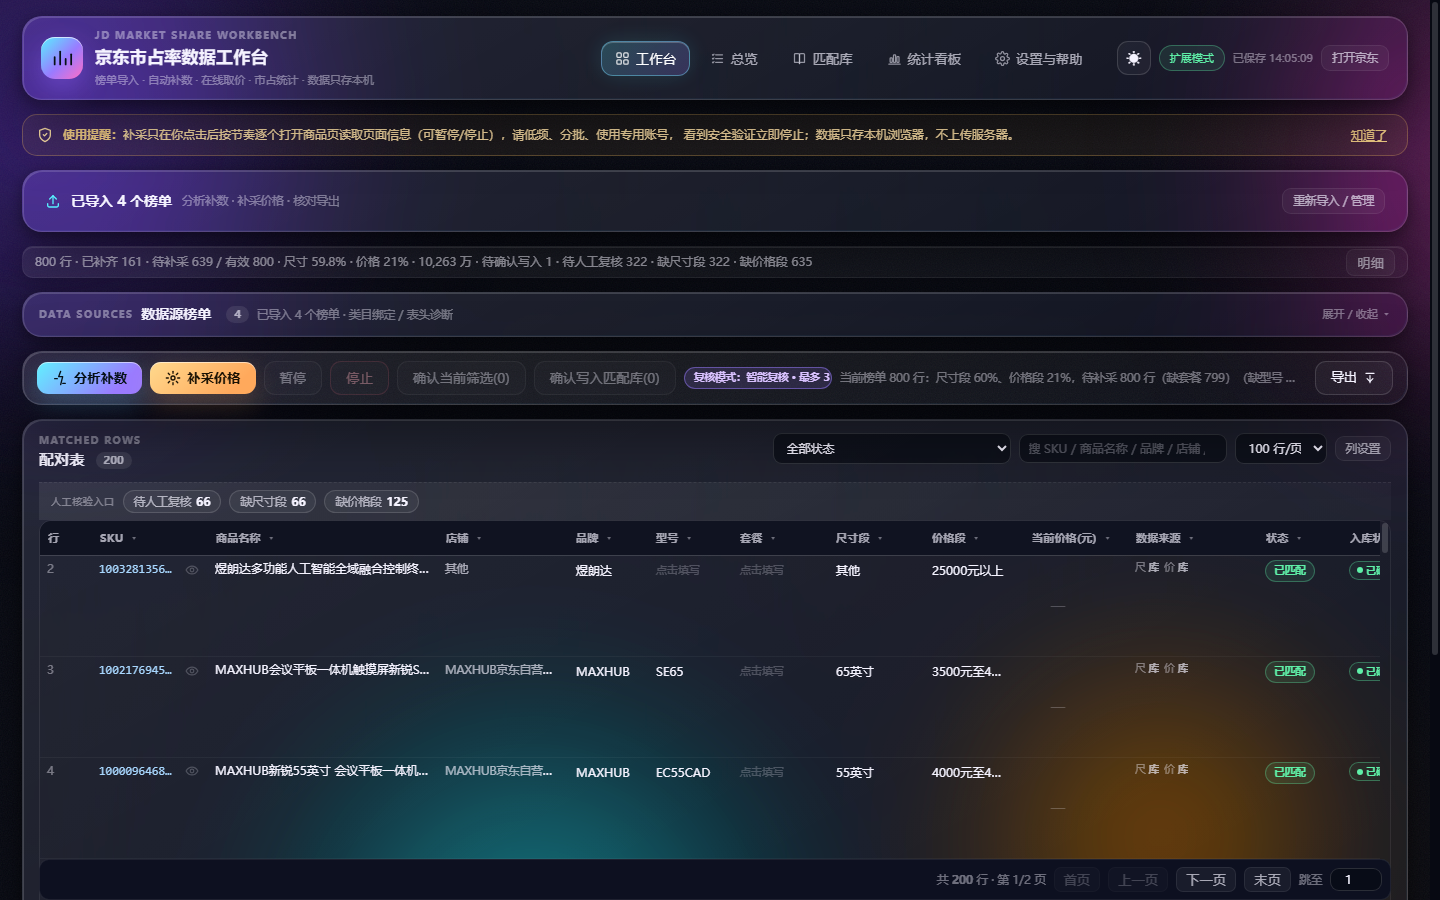 JD MARKET SHARE WORKBENCH
京东市占率数据工作台
榜单导入 · 自动补数 · 在线取价 · 市占统计 · 数据只存本机
工作台
总览
匹配库
统计看板
设置与帮助
扩展模式
已保存 14:05:09
打开京东
使用提醒：补采只在你点击后按节奏逐个打开商品页读取页面信息（可暂停/停止），请低频、分批、使用专用账号， 看到安全验证立即停止；数据只存本机浏览器，不上传服务器。
知道了
已导入 4 个榜单 分析补数 · 补采价格 · 核对导出
重新导入 / 管理
800 行 · 已补齐 161 · 待补采 639 / 有效 800 · 尺寸 59.8% · 价格 21% · 10,263 万 · 待确认写入 1 · 待人工复核 322 · 缺尺寸段 322 · 缺价格段 635
明细
DATA SOURCES 数据源榜单 4 已导入 4 个榜单 · 类目绑定 / 表头诊断
展开 / 收起
分析补数
补采价格
暂停
停止
确认当前筛选(0)
确认写入匹配库(0)
复核模式：智能复核 • 最多 3
当前榜单 800 行：尺寸段 60%、价格段 21%，待补采 800 行（缺套餐 799）（缺型号 ...
导出
MATCHED ROWS
配对表 200
全部状态
搜 SKU / 商品名称 / 品牌 / 店铺
100 行/页
列设置
人工核验入口 待人工复核 66 缺尺寸段 66 缺价格段 125
行 SKU 商品名称 店铺 品牌 型号 套餐 尺寸段 价格段 当前价格(元) 数据来源 状态 入库
2 1003281356... 煜朗达多功能人工智能全域融合控制终... 其他 煜朗达 点击填写 点击填写 其他 25000元以上 尺 库 价 库 已匹配
—
3 1002176945... MAXHUB会议平板一体机触摸屏新锐S... MAXHUB京东自营... MAXHUB SE65 点击填写 65英寸 3500元至4... 尺 库 价 库 已匹配
—
4 1000096468... MAXHUB新锐55英寸 会议平板一体机... MAXHUB京东自营... MAXHUB EC55CAD 点击填写 55英寸 4000元至4... 尺 库 价 库 已匹配
—
共 200 行 · 第 1/2 页 首页 上一页 下一页 末页 跳至 1